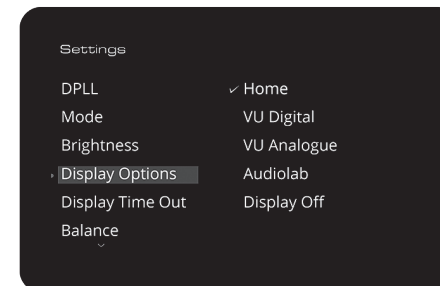 Settings
DPLL
Mode
Brightness
Display Options
Display Time Out
Balance
✓ Home
VU Digital
VU Analogue
Audiolab
Display Off